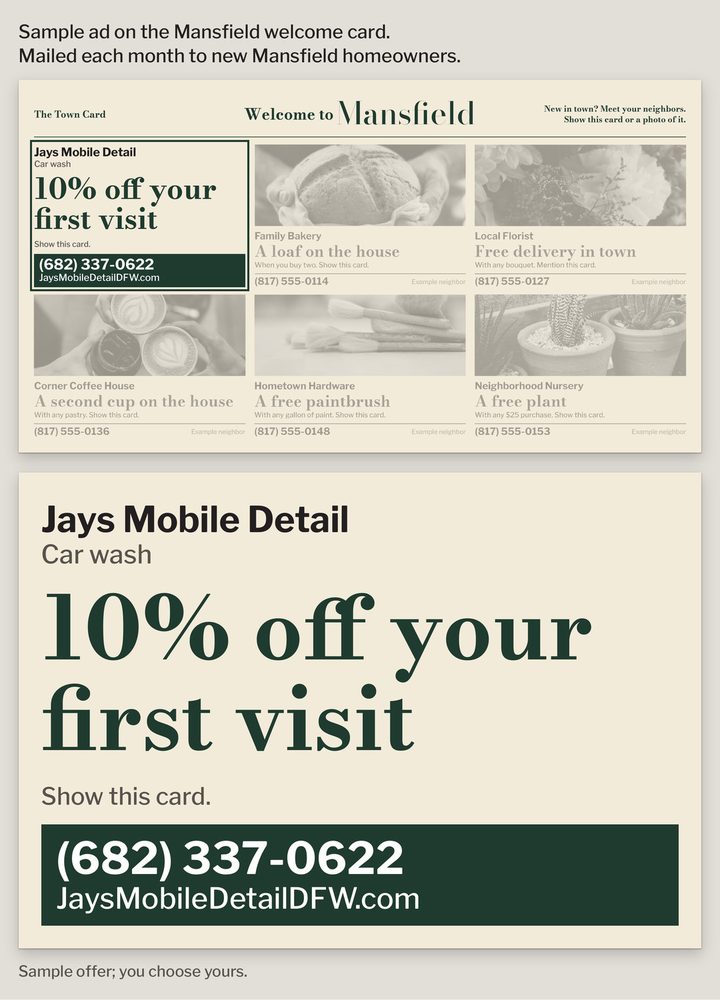 Sample ad on the Mansfield welcome card.
Mailed each month to new Mansfield homeowners.
The Town Card
Welcome to Mansfield
New in town? Meet your neighbors.
Show this card or a photo of it.
Jays Mobile Detail
Car wash
10% off your
first visit
Show this card.
(682) 337-0622
JaysMobileDetailDFW.com
Family Bakery
A loaf on the house
When you buy two. Show this card.
(817) 555-0114
Example neighbor
Local Florist
Free delivery in town
With any bouquet. Mention this card.
(817) 555-0127
Example neighbor
Corner Coffee House
A second cup on the house
With any pastry. Show this card.
(817) 555-0136
Example neighbor
Hometown Hardware
A free paintbrush
With any gallon of paint. Show this card.
(817) 555-0148
Example neighbor
Neighborhood Nursery
A free plant
With any $25 purchase. Show this card.
(817) 555-0153
Example neighbor
Jays Mobile Detail
Car wash
10% off your
first visit
Show this card.
(682) 337-0622
JaysMobileDetailDFW.com
Sample offer; you choose yours.